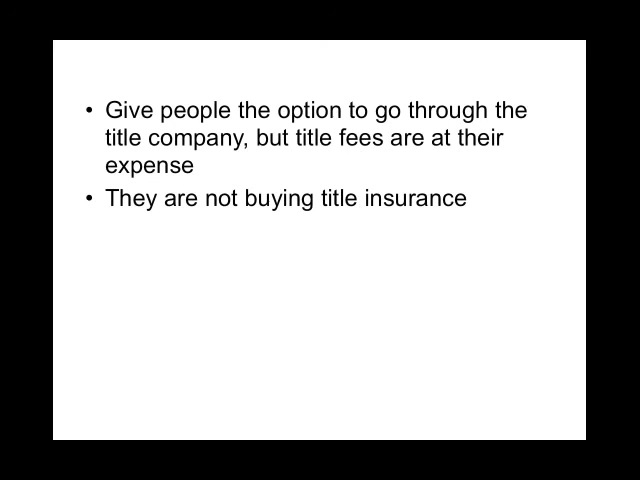 • Give people the option to go through the
title company, but title fees are at their
expense
• They are not buying title insurance